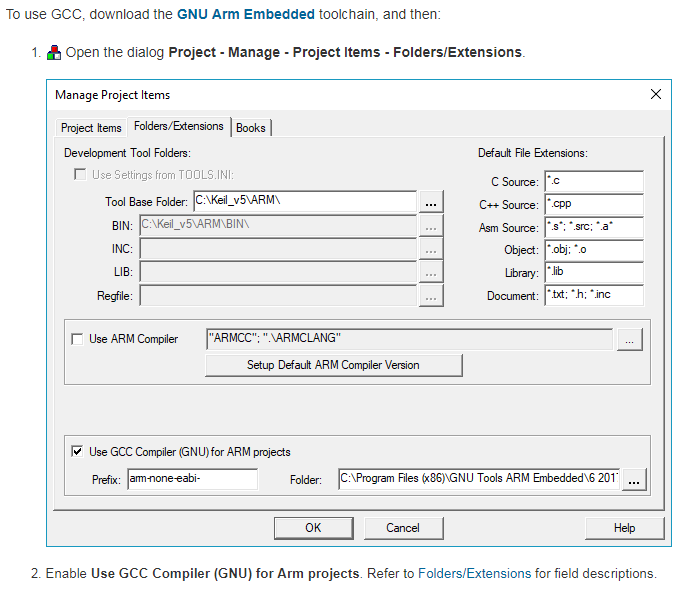 To use GCC, download the GNU Arm Embedded toolchain, and then:
1. Open the dialog Project - Manage - Project Items - Folders/Extensions.
Manage Project Items
Project Items Folders/Extensions Books
Development Tool Folders: Default File Extensions:
Use Settings from TOOLS.INI: C Source: *.c
Tool Base Folder: C:\Keil_v5\ARM\ ... C++ Source: *.cpp
BIN: C:\Keil_v5\ARM\BIN\ ... Asm Source: *.s*; *.src; *.a*
INC: ... Object: *.obj; *.o
LIB: ... Library: *.lib
Regfile: ... Document: *.txt; *.h; *.inc
Use ARM Compiler "ARMCC"; ".\ARMCLANG" ...
Setup Default ARM Compiler Version
Use GCC Compiler (GNU) for ARM projects
Prefix: arm-none-eabi- Folder: C:\Program Files (x86)\GNU Tools ARM Embedded\6 201 ...
OK Cancel Help
2. Enable Use GCC Compiler (GNU) for Arm projects. Refer to Folders/Extensions for field descriptions.